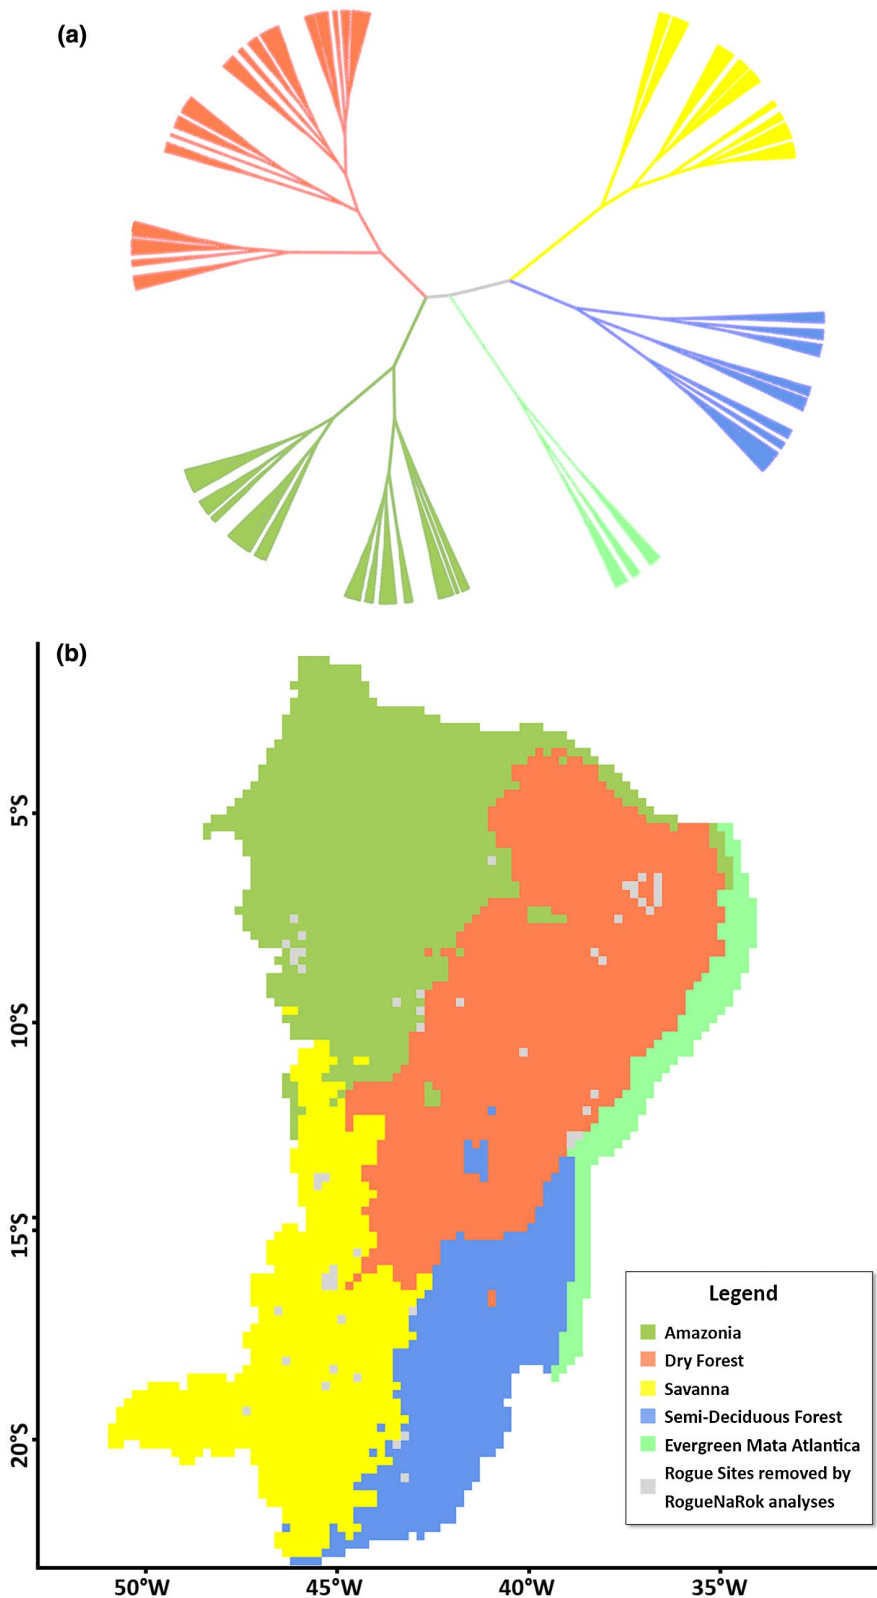 (a)
(b)
5°S
10°S
15°S
20°S
Legend
Amazonia
Dry Forest
Savanna
Semi-Deciduous Forest
Evergreen Mata Atlantica
Rogue Sites removed by
RogueNaRok analyses
50°W
45°W
40°W
35°W